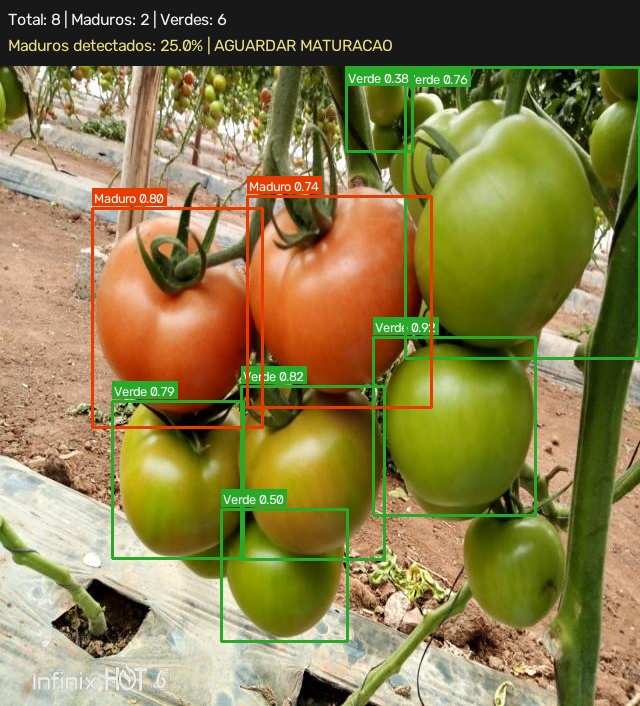 Total: 8 | Maduros: 2 | Verdes: 6
Maduros detectados: 25.0% | AGUARDAR MATURACAO
Verde 0.38
erde 0.76
Maduro 0.74
Maduro 0.80
Verde 0.92
Verde 0.82
Verde 0.79
Verde 0.50
Infinix HOT 6